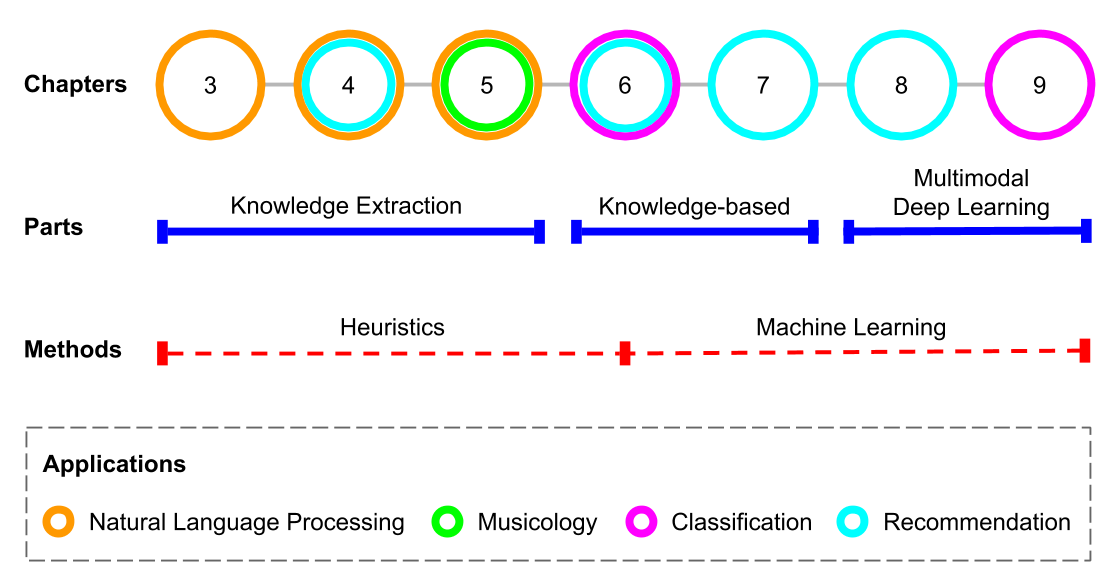 Chapters 3 4 5 6 7 8 9
Multimodal
Parts Knowledge Extraction Knowledge-based Deep Learning
Methods Heuristics Machine Learning
Applications
Natural Language Processing Musicology Classification Recommendation